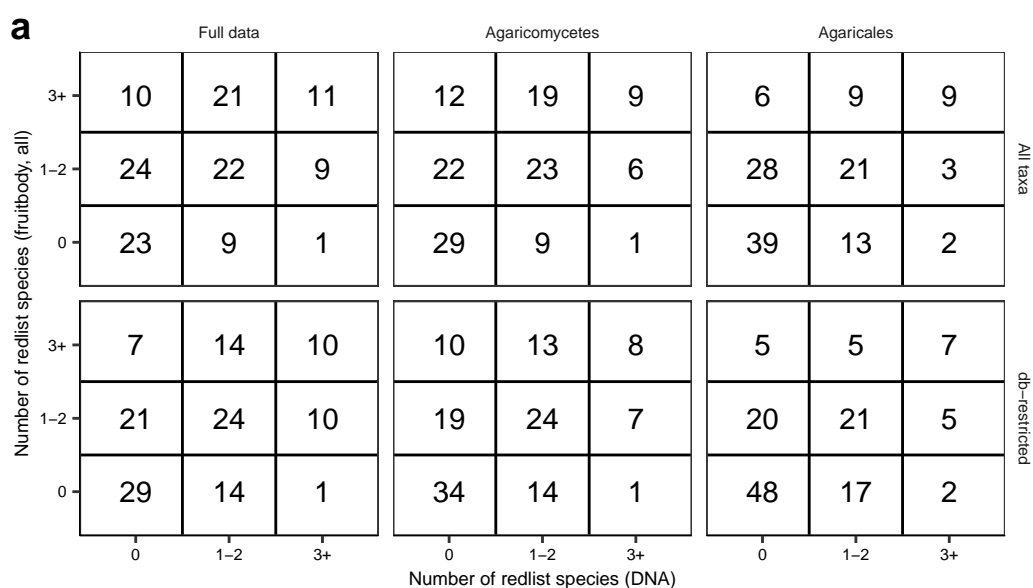 a
Full data Agaricomycetes Agaricales
Number of redlist species (fruitbody, all)
3+ 10 21 11 12 19 9 6 9 9
1−2 24 22 9 22 23 6 28 21 3
0 23 9 1 29 9 1 39 13 2
All taxa
3+ 7 14 10 10 13 8 5 5 7
1−2 21 24 10 19 24 7 20 21 5
0 29 14 1 34 14 1 48 17 2
db−restricted
0 1−2 3+ 0 1−2 3+ 0 1−2 3+
Number of redlist species (DNA)